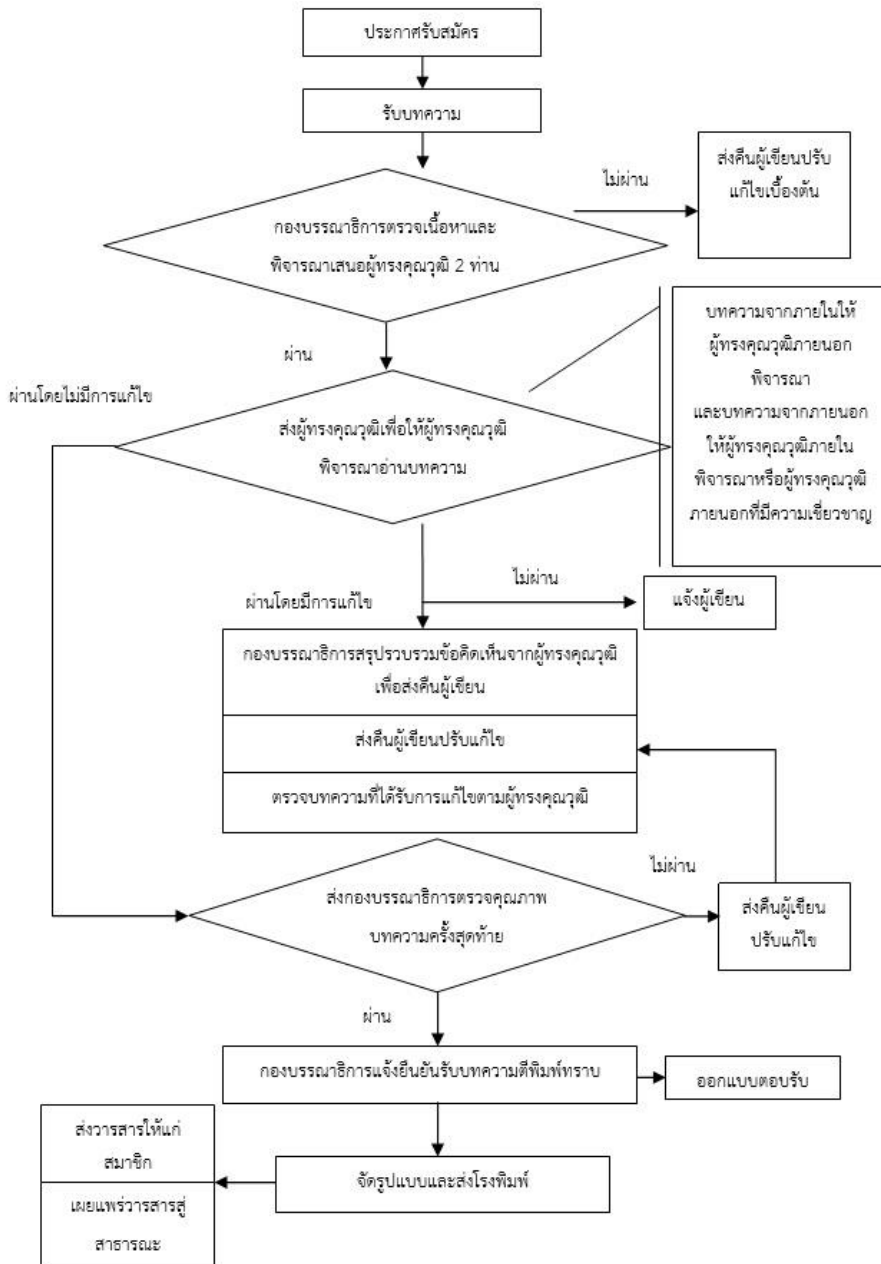 ประกาศรับสมัคร
รับบทความ
ไม่ผ่าน
ส่งคืนผู้เขียนปรับ
แก้ไขเบื้องต้น
กองบรรณาธิการตรวจเนื้อหาและ
พิจารณาเสนอผู้ทรงคุณวุฒิ 2 ท่าน
ผ่าน
บทความจากภายในให้
ผู้ทรงคุณวุฒิภายนอก
พิจารณา
และบทความจากภายนอก
ให้ผู้ทรงคุณวุฒิภายใน
พิจารณาหรือผู้ทรงคุณวุฒิ
ภายนอกที่มีความเชี่ยวชาญ
ผ่านโดยไม่มีการแก้ไข
ส่งผู้ทรงคุณวุฒิเพื่อให้ผู้ทรงคุณวุฒิ
พิจารณาอ่านบทความ
ไม่ผ่าน
แจ้งผู้เขียน
ผ่านโดยมีการแก้ไข
กองบรรณาธิการสรุปรวบรวมข้อคิดเห็นจากผู้ทรงคุณวุฒิ
เพื่อส่งคืนผู้เขียน
ส่งคืนผู้เขียนปรับแก้ไข
ตรวจบทความที่ได้รับการแก้ไขตามผู้ทรงคุณวุฒิ
ไม่ผ่าน
ส่งกองบรรณาธิการตรวจคุณภาพ
บทความครั้งสุดท้าย
ส่งคืนผู้เขียน
ปรับแก้ไข
ผ่าน
กองบรรณาธิการแจ้งยืนยันรับบทความตีพิมพ์ทราบ
ออกแบบตอบรับ
ส่งวารสารให้แก่
สมาชิก
จัดรูปแบบและส่งโรงพิมพ์
เผยแพร่วารสารสู่
สาธารณะ